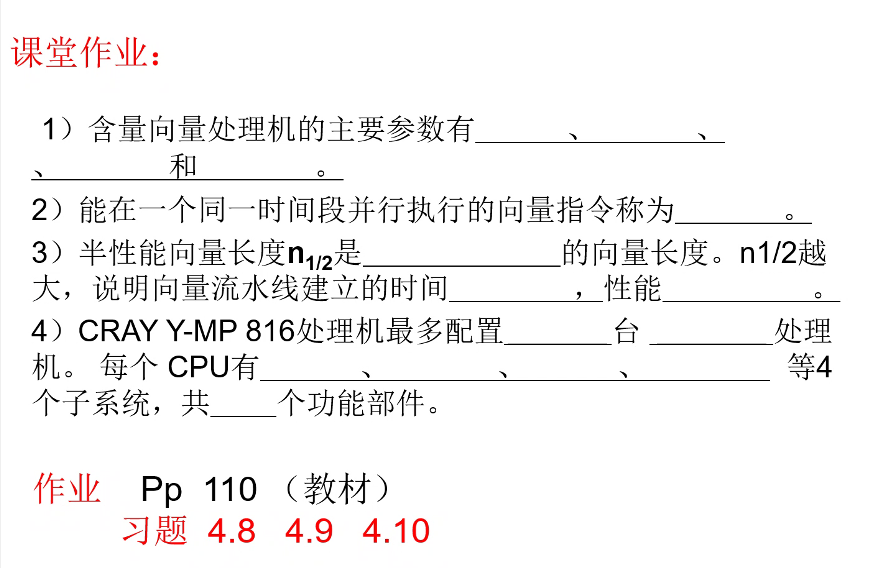 课堂作业：
1）含量向量处理机的主要参数有______、________、
、________和________。
2）能在一个同一时间段并行执行的向量指令称为________。
3）半性能向量长度n1/2是____________的向量长度。n1/2越
大，说明向量流水线建立的时间________，性能__________。
4）CRAY Y-MP 816处理机最多配置_______台 ________处理
机。 每个 CPU有_______、________、_______、_________ 等4
个子系统，共____个功能部件。
作业 Pp 110 （教材）
习题 4.8 4.9 4.10